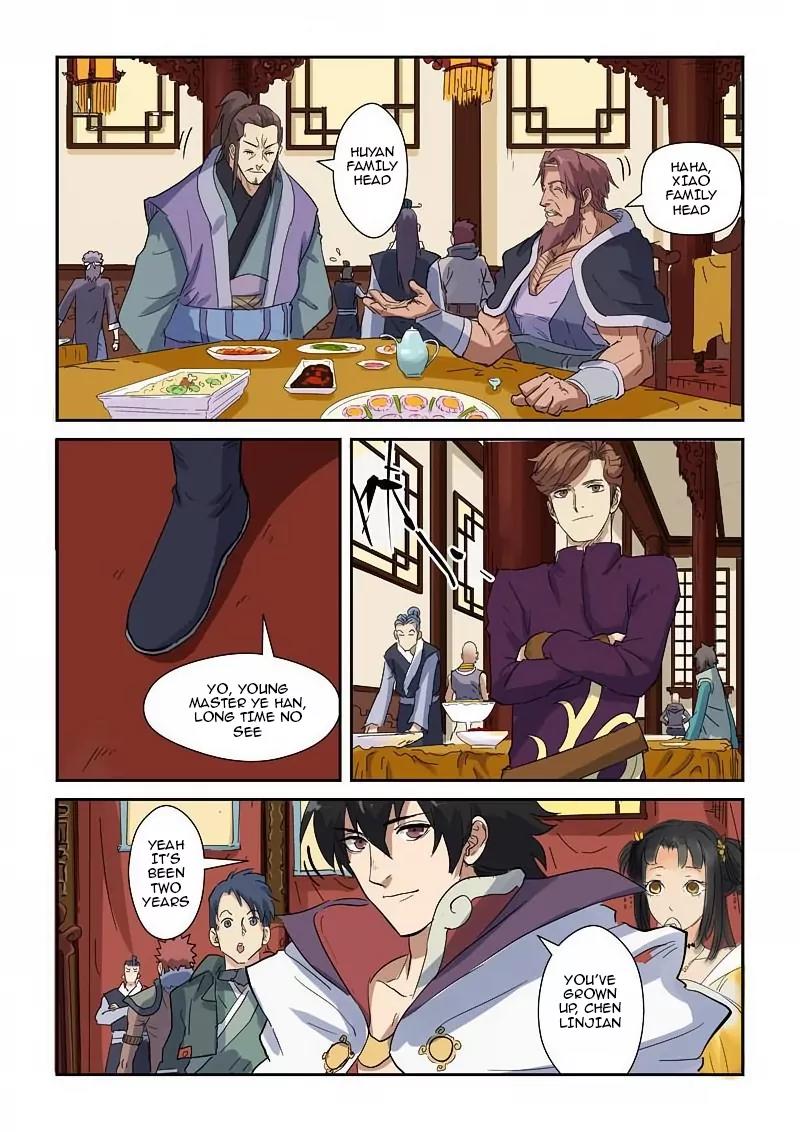 HUYAN
FAMILY
HEAD
HAHA,
XIAO
FAMILY
HEAD
YO, YOUNG
MASTER YE HAN,
LONG TIME NO
SEE
YEAH
IT'S
BEEN
TWO
YEARS
YOU'VE
GROWN
UP, CHEN
LINJIAN